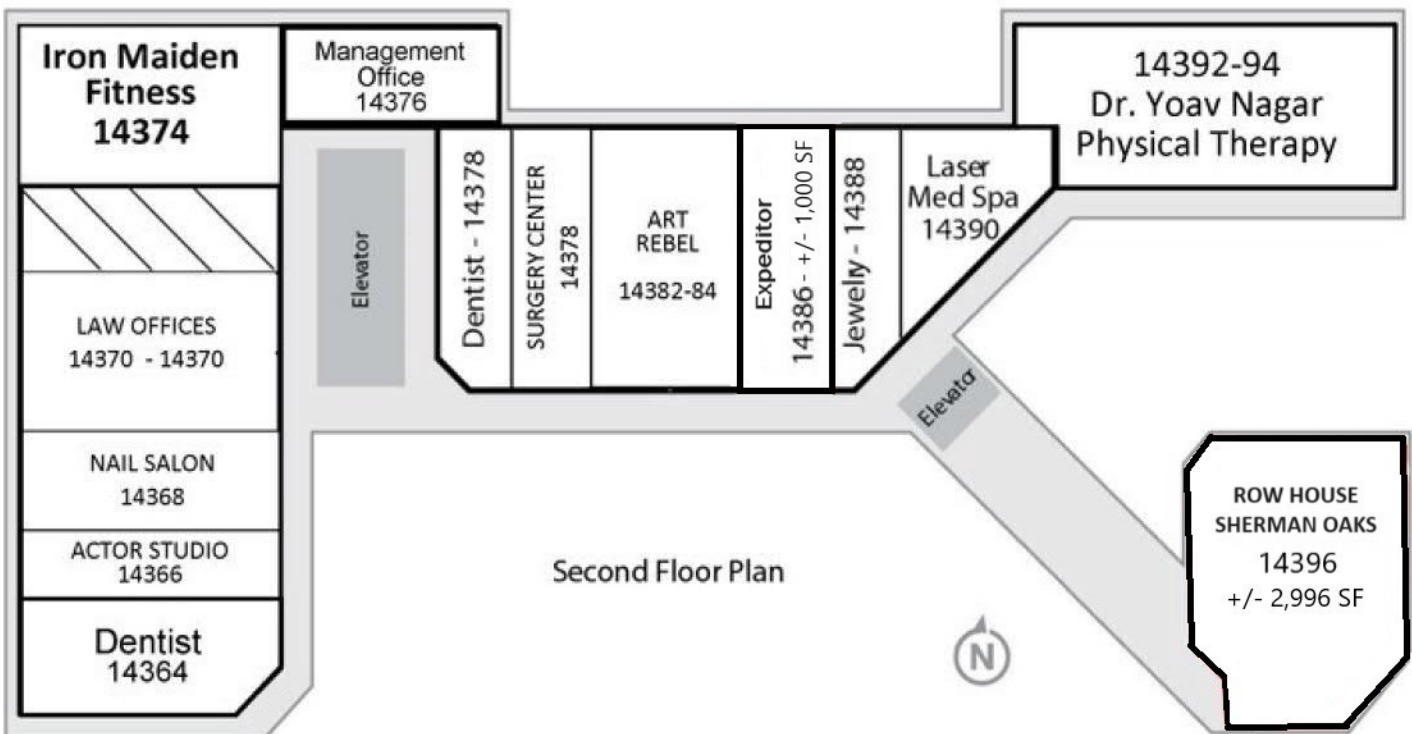 Iron Maiden
Fitness
14374
Management
Office
14376
14392-94
Dr. Yoav Nagar
Physical Therapy
Elevator
Dentist - 14378
SURGERY CENTER
14378
ART
REBEL
14382-84
Expeditor
14386 - +/- 1,000 SF
Jewelry - 14388
Laser
Med Spa
14390
LAW OFFICES
14370 - 14370
Elevator
NAIL SALON
14368
ACTOR STUDIO
14366
Dentist
14364
Second Floor Plan
N
ROW HOUSE
SHERMAN OAKS
14396
+/- 2,996 SF